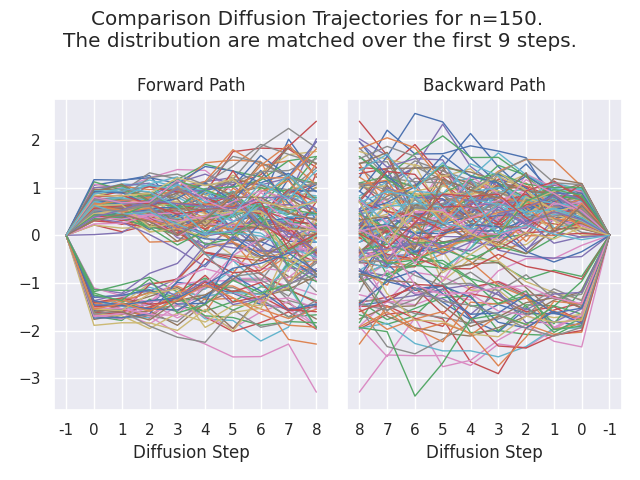 Comparison Diffusion Trajectories for n=150.
The distribution are matched over the first 9 steps.
Forward Path
Backward Path
2
1
0
−1
−2
−3
-1 0 1 2 3 4 5 6 7 8
8 7 6 5 4 3 2 1 0 -1
Diffusion Step
Diffusion Step